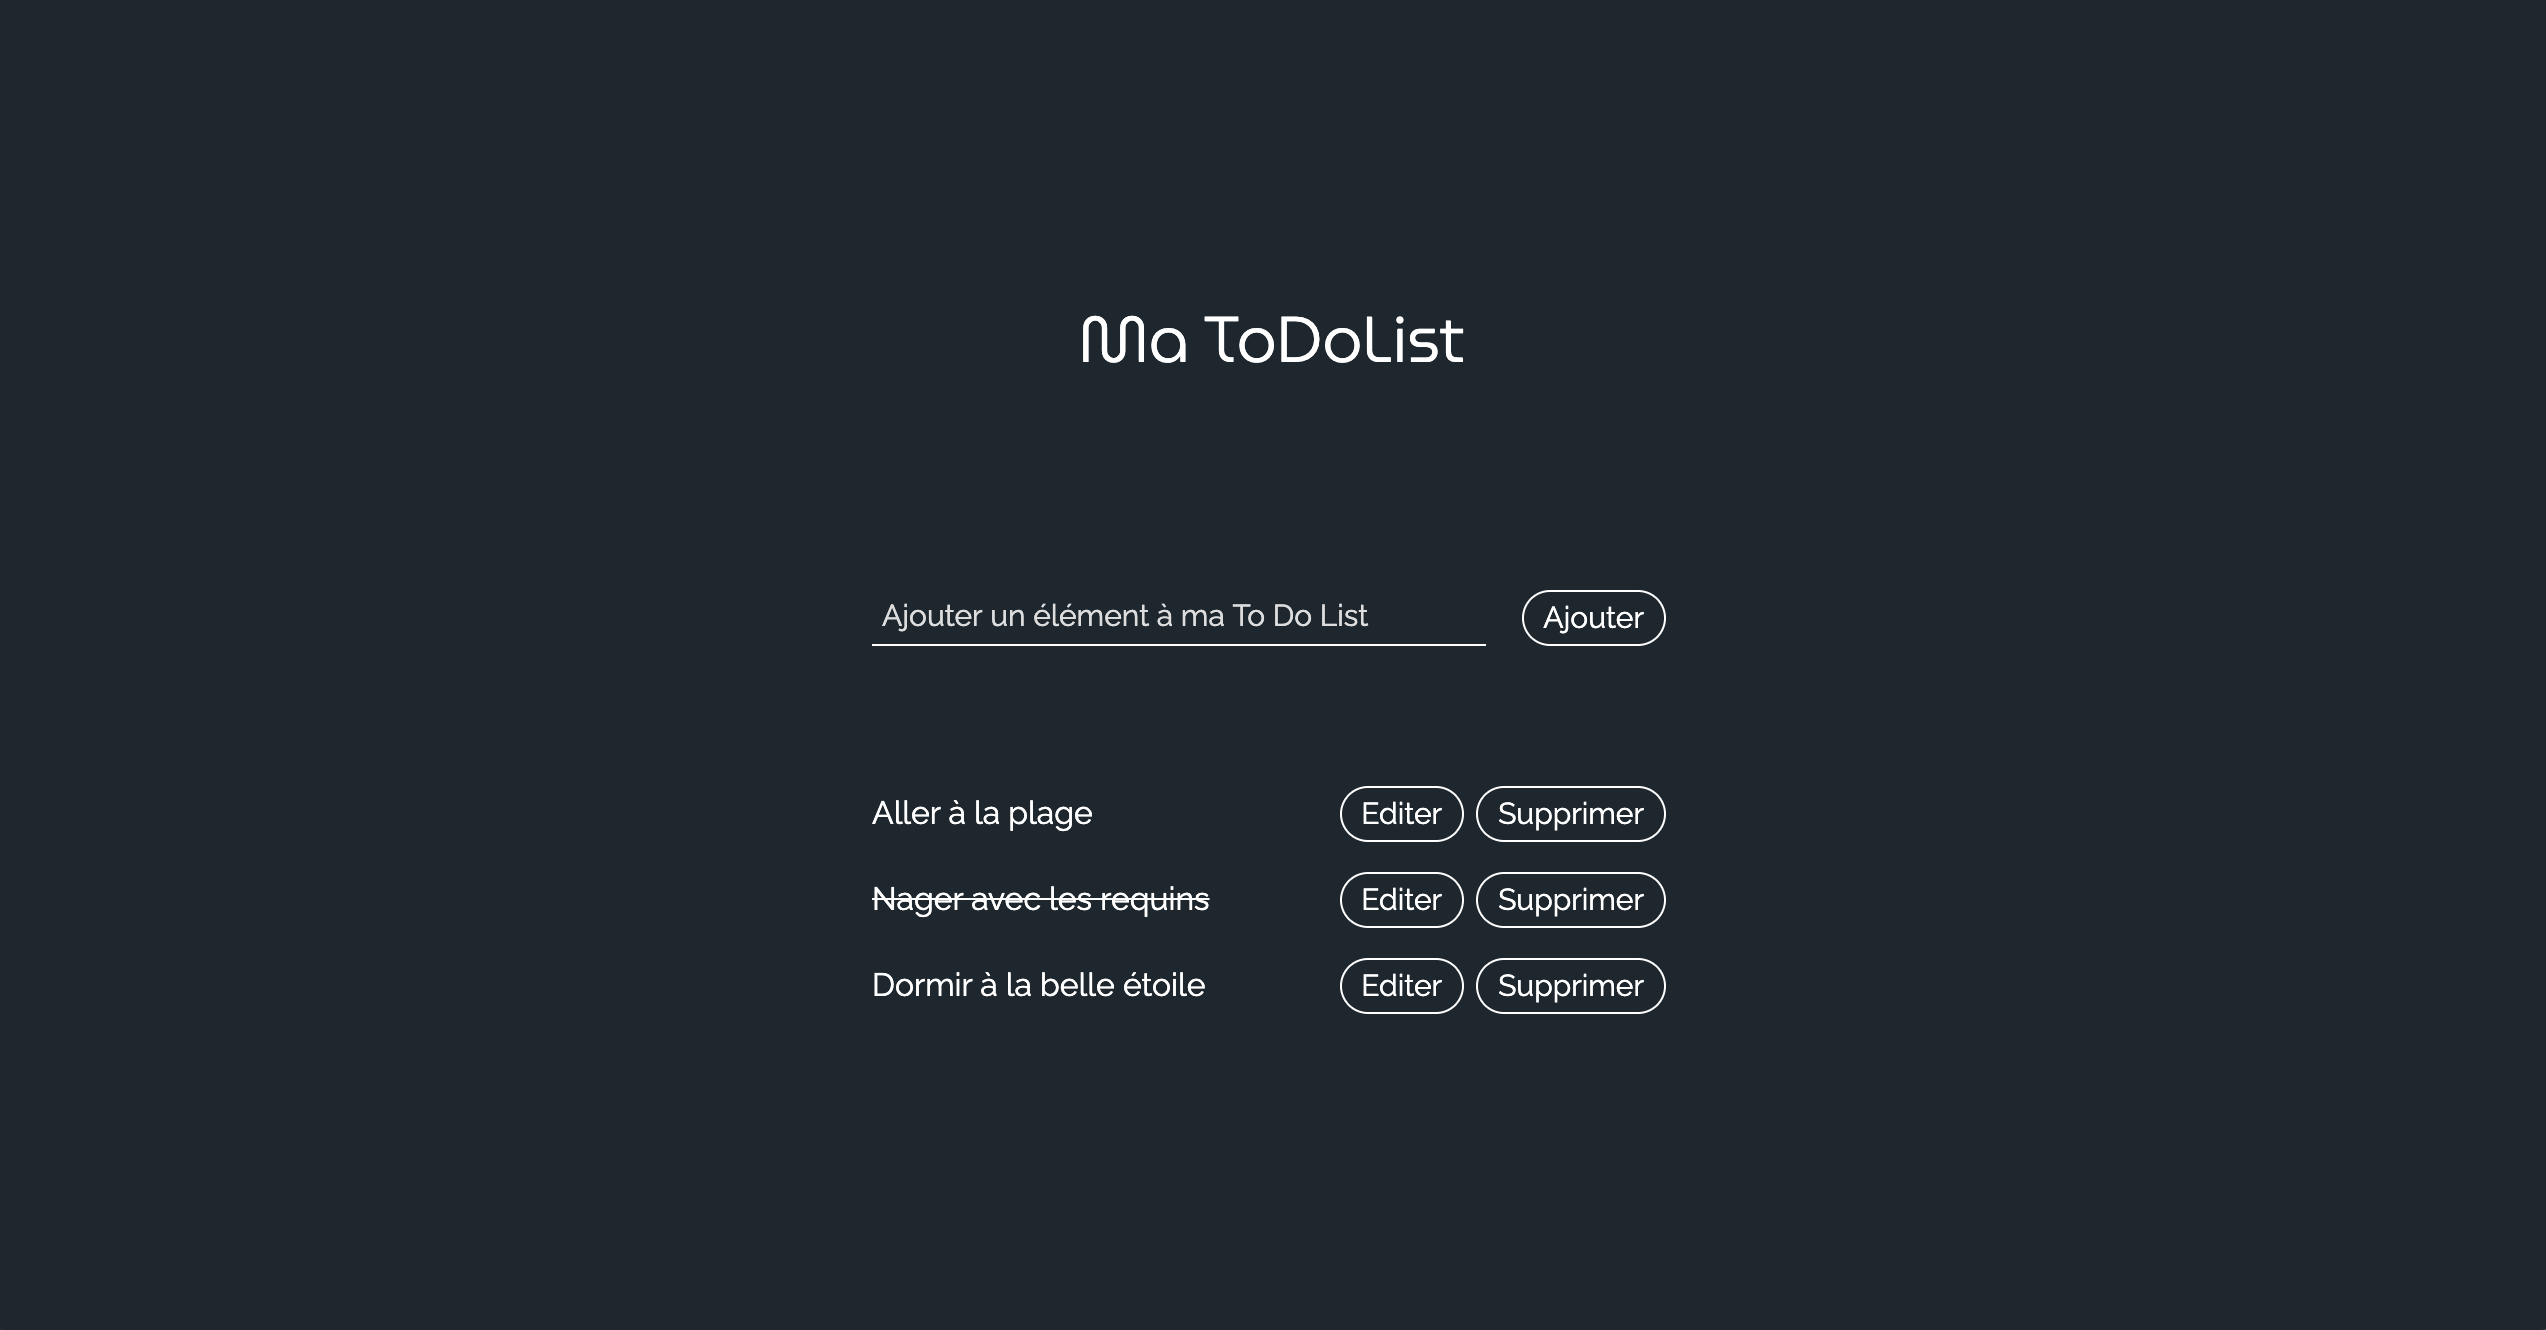 Ma ToDoList
Ajouter un élément à ma To Do List
Ajouter
Aller à la plage
Editer
Supprimer
Nager avec les requins
Editer
Supprimer
Dormir à la belle étoile
Editer
Supprimer